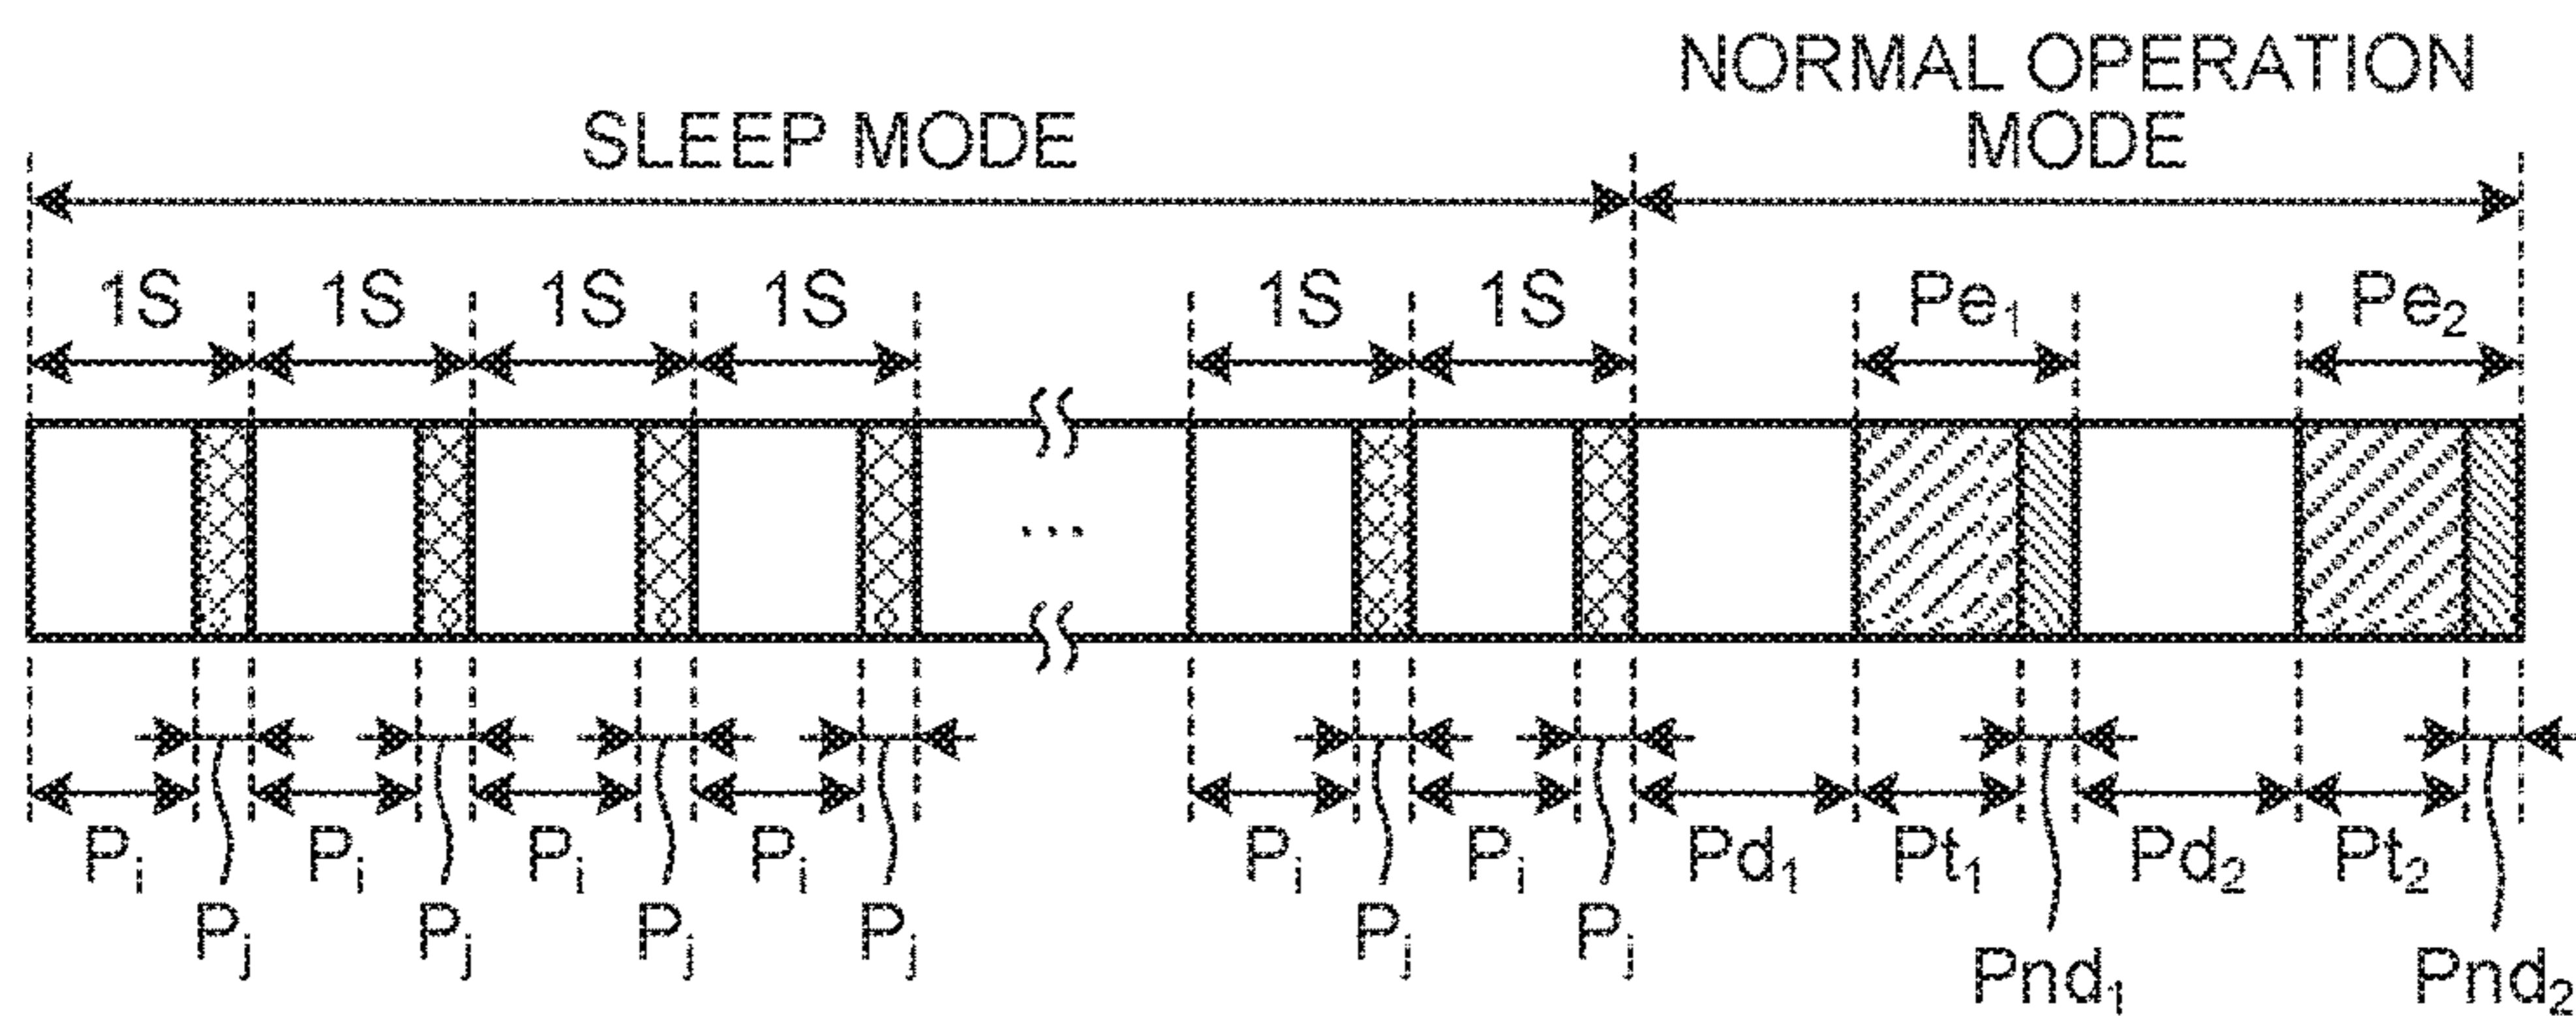 NORMAL OPERATION
SLEEP MODE MODE
1S 1S 1S 1S 1S 1S Pe₁ Pe₂
...
Pᵢ Pᵢ Pᵢ Pᵢ Pᵢ Pᵢ Pd₁ Pt₁ Pd₂ Pt₂
Pⱼ Pⱼ Pⱼ Pⱼ Pⱼ Pⱼ Pnd₁ Pnd₂